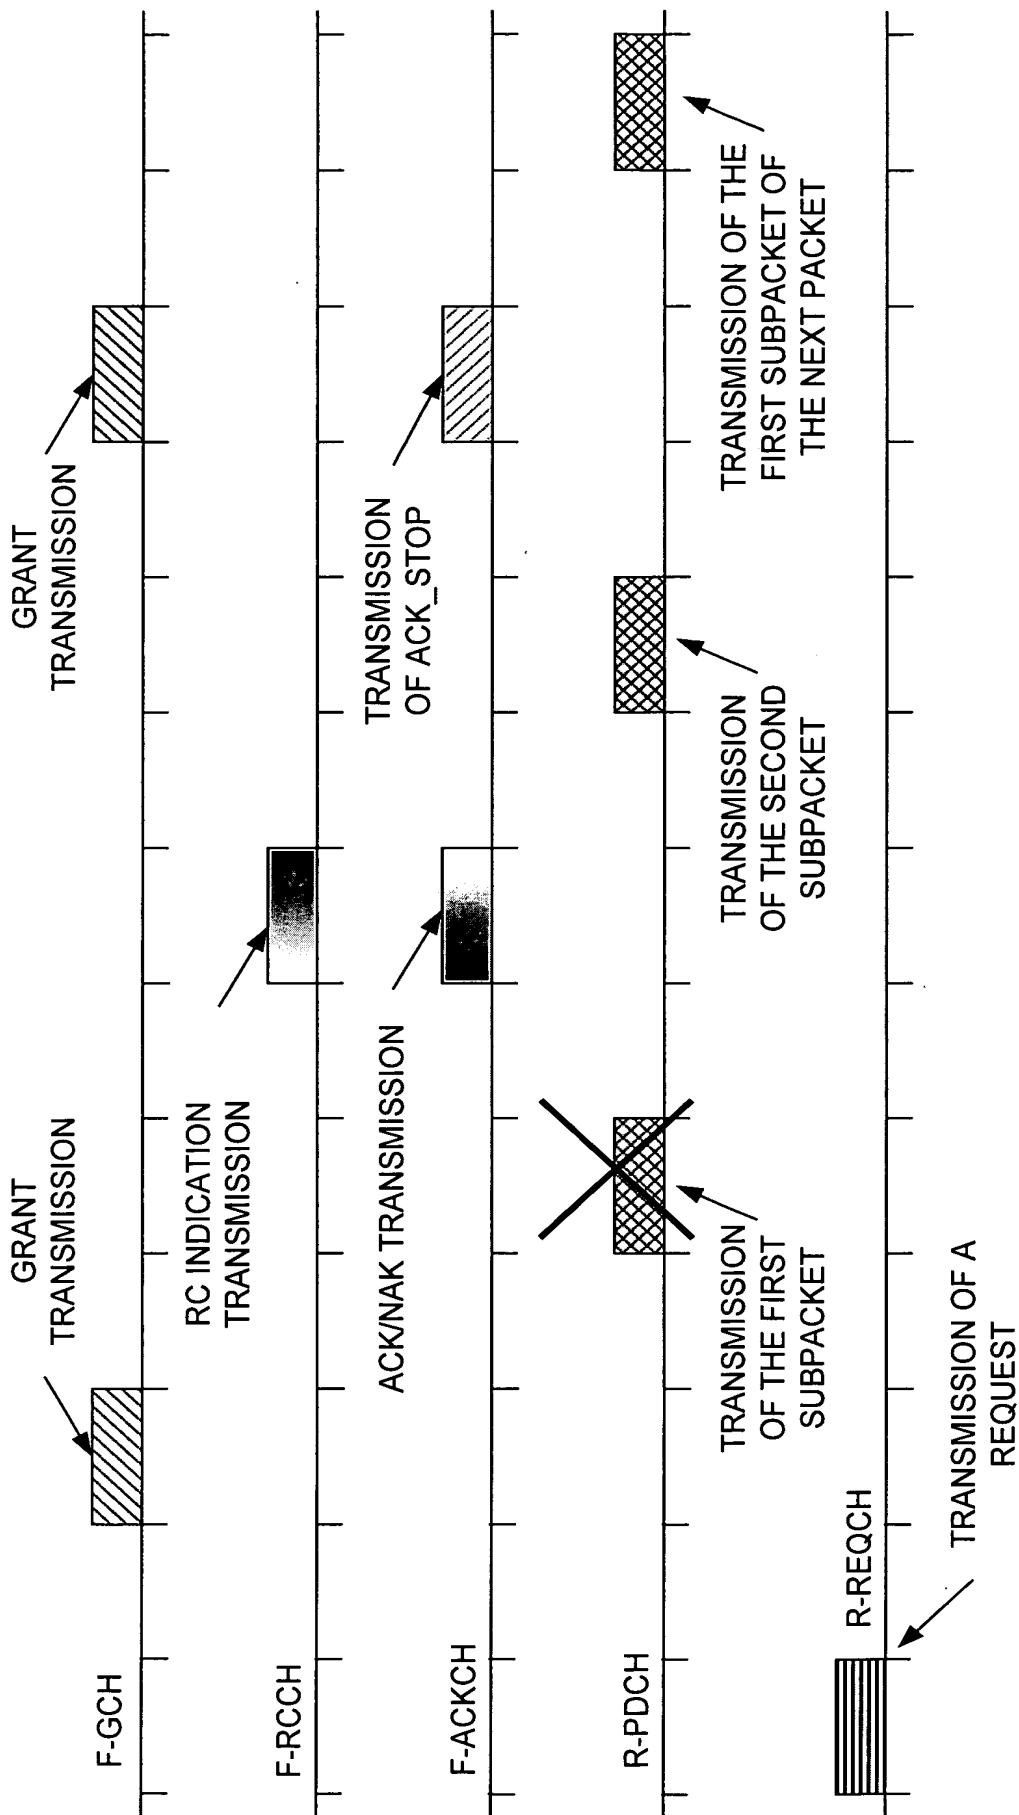 F-GCH
GRANT
TRANSMISSION
GRANT
TRANSMISSION
F-RCCH
RC INDICATION
TRANSMISSION
F-ACKCH
ACK/NAK TRANSMISSION
TRANSMISSION
OF ACK_STOP
R-PDCH
TRANSMISSION
OF THE FIRST
SUBPACKET
TRANSMISSION
OF THE SECOND
SUBPACKET
TRANSMISSION OF THE
FIRST SUBPACKET OF
THE NEXT PACKET
R-REQCH
TRANSMISSION OF A
REQUEST